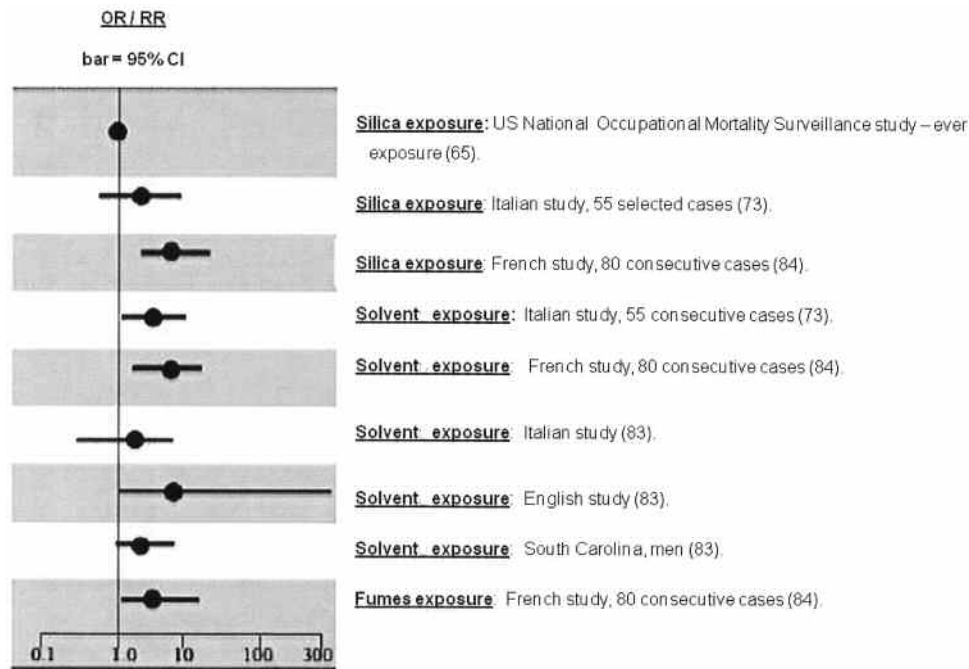 OR / RR
bar = 95% CI
Silica exposure: US National Occupational Mortality Surveillance study – ever
exposure (65).
Silica exposure: Italian study, 55 selected cases (73).
Silica exposure: French study, 80 consecutive cases (84).
Solvent exposure: Italian study, 55 consecutive cases (73).
Solvent exposure: French study, 80 consecutive cases (84).
Solvent exposure: Italian study (83).
Solvent exposure: English study (83).
Solvent exposure: South Carolina, men (83).
Fumes exposure: French study, 80 consecutive cases (84).
0.1 1.0 10 100 300